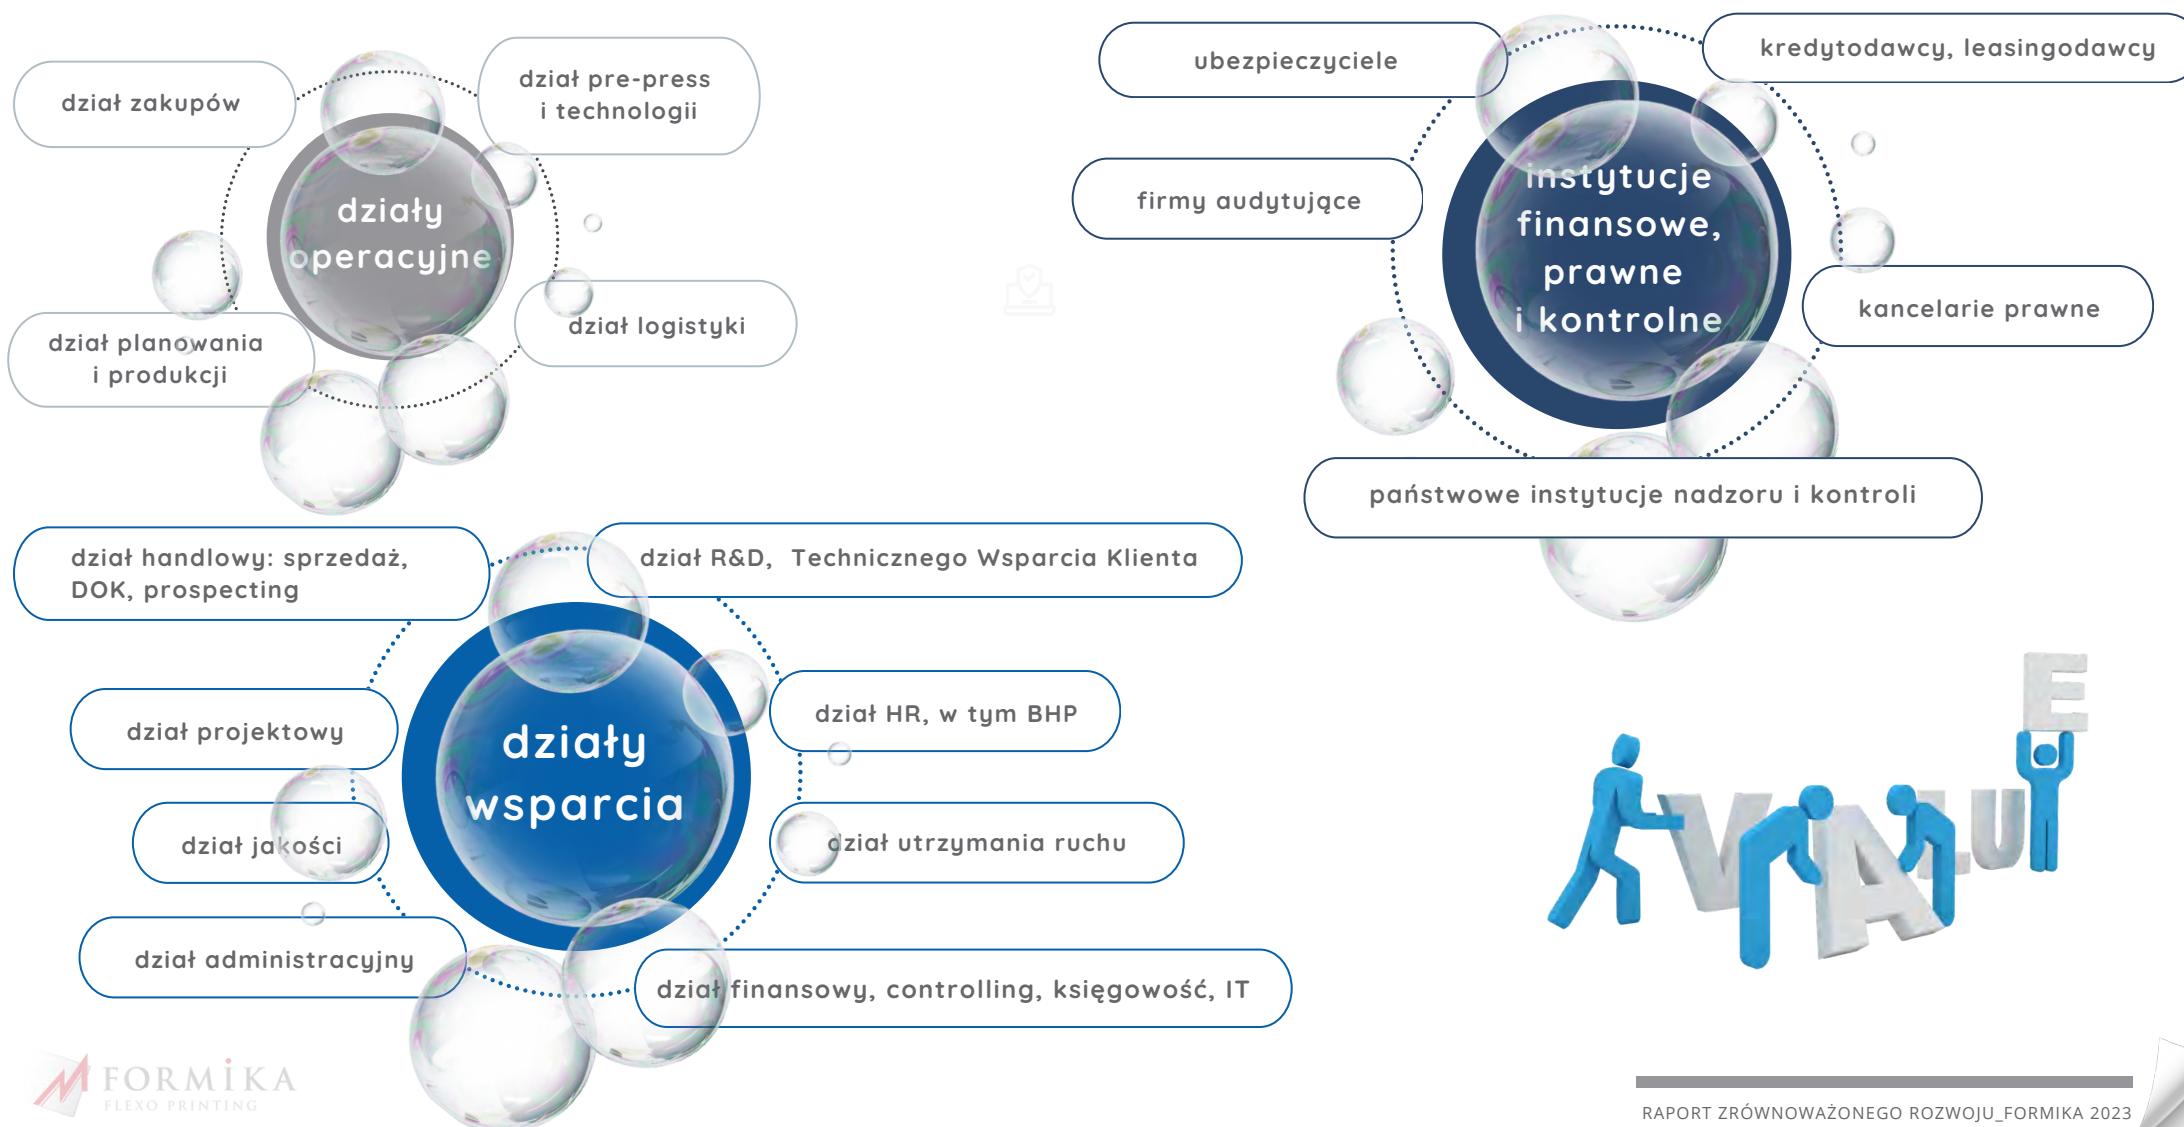 dział zakupów
dział pre-press
i technologii
działy
operacyjne
dział planowania
i produkcji
dział logistyki
ubezpieczyciele
kredytodawcy, leasingodawcy
firmy audytujące
instytucje
finansowe,
prawne
i kontrolne
kancelarie prawne
państwowe instytucje nadzoru i kontroli
dział handlowy: sprzedaż,
DOK, prospecting
dział R&D, Technicznego Wsparcia Klienta
dział projektowy
dział HR, w tym BHP
działy
wsparcia
dział jakości
dział utrzymania ruchu
dział administracyjny
dział finansowy, controlling, księgowość, IT
VALUE
FORMiKA
FLEXO PRINTING
RAPORT ZRÓWNOWAŻONEGO ROZWOJU_FORMIKA 2023